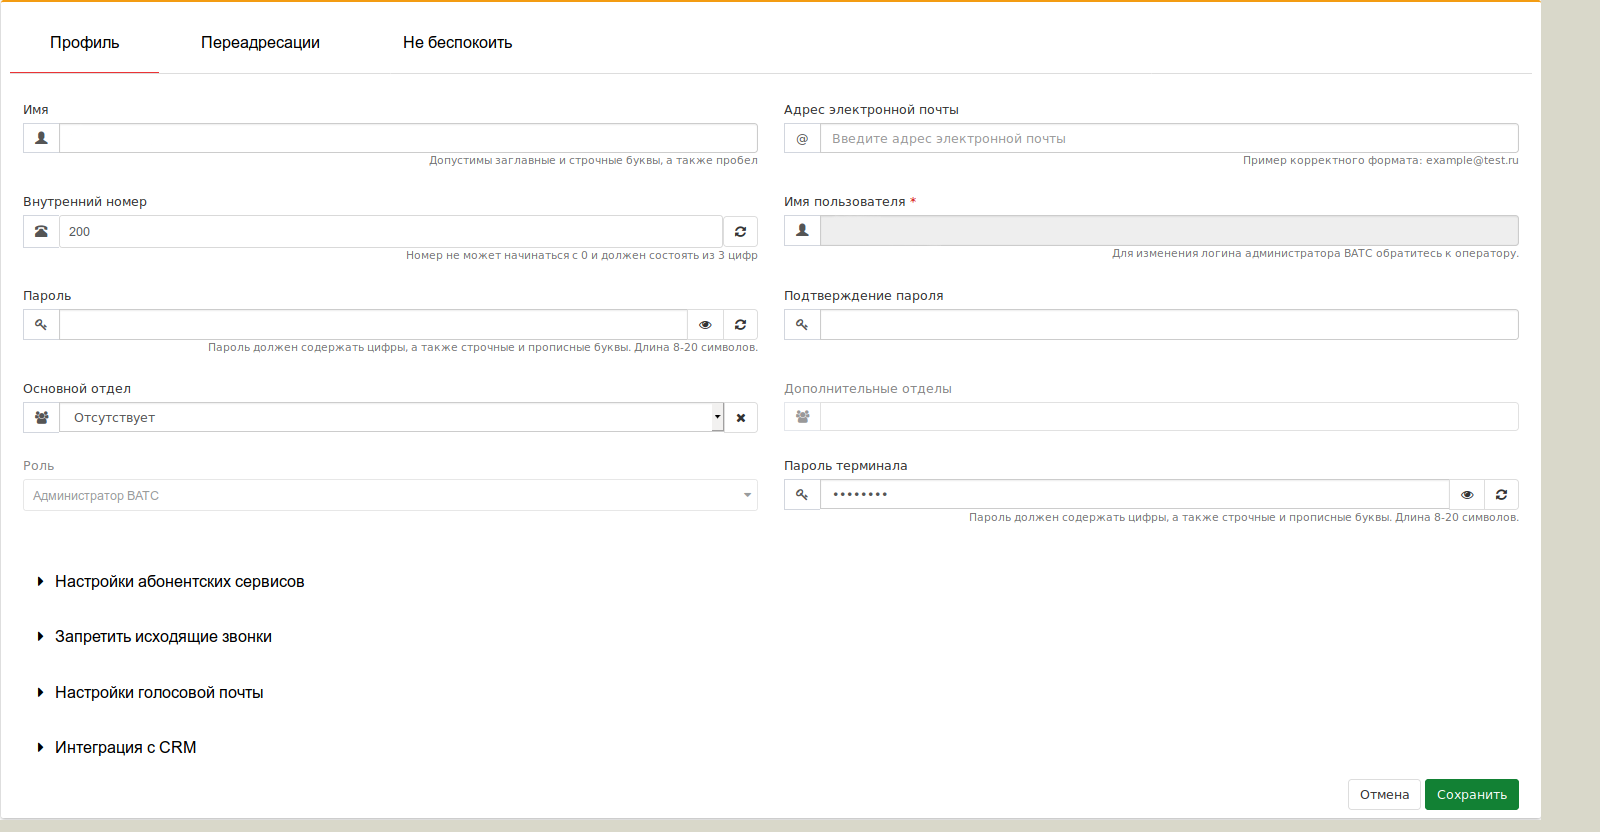 Профиль
Переадресации
Не беспокоить
Имя
Адрес электронной почты
@
Введите адрес электронной почты
Допустимы заглавные и строчные буквы, а также пробел
Пример корректного формата: example@test.ru
Внутренний номер
Имя пользователя *
200
Номер не может начинаться с 0 и должен состоять из 3 цифр
Для изменения логина администратора ВАТС обратитесь к оператору.
Пароль
Подтверждение пароля
Пароль должен содержать цифры, а также строчные и прописные буквы. Длина 8-20 символов.
Основной отдел
Дополнительные отделы
Отсутствует
Роль
Пароль терминала
Администратор ВАТС
••••••••
Пароль должен содержать цифры, а также строчные и прописные буквы. Длина 8-20 символов.
Настройки абонентских сервисов
Запретить исходящие звонки
Настройки голосовой почты
Интеграция с CRM
Отмена
Сохранить